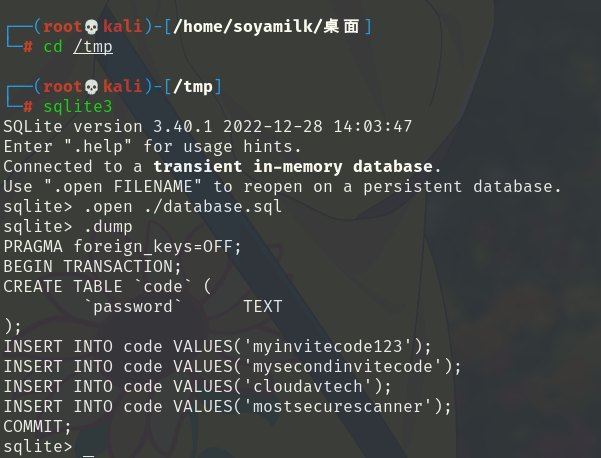 ┌──(root💀kali)-[/home/soyamilk/桌面]
└─# cd /tmp
┌──(root💀kali)-[/tmp]
└─# sqlite3
SQLite version 3.40.1 2022-12-28 14:03:47
Enter ".help" for usage hints.
Connected to a transient in-memory database.
Use ".open FILENAME" to reopen on a persistent database.
sqlite> .open ./database.sql
sqlite> .dump
PRAGMA foreign_keys=OFF;
BEGIN TRANSACTION;
CREATE TABLE `code` (
        `password`      TEXT
);
INSERT INTO code VALUES('myinvitecode123');
INSERT INTO code VALUES('mysecondinvitecode');
INSERT INTO code VALUES('cloudavtech');
INSERT INTO code VALUES('mostsecurescanner');
COMMIT;
sqlite> _